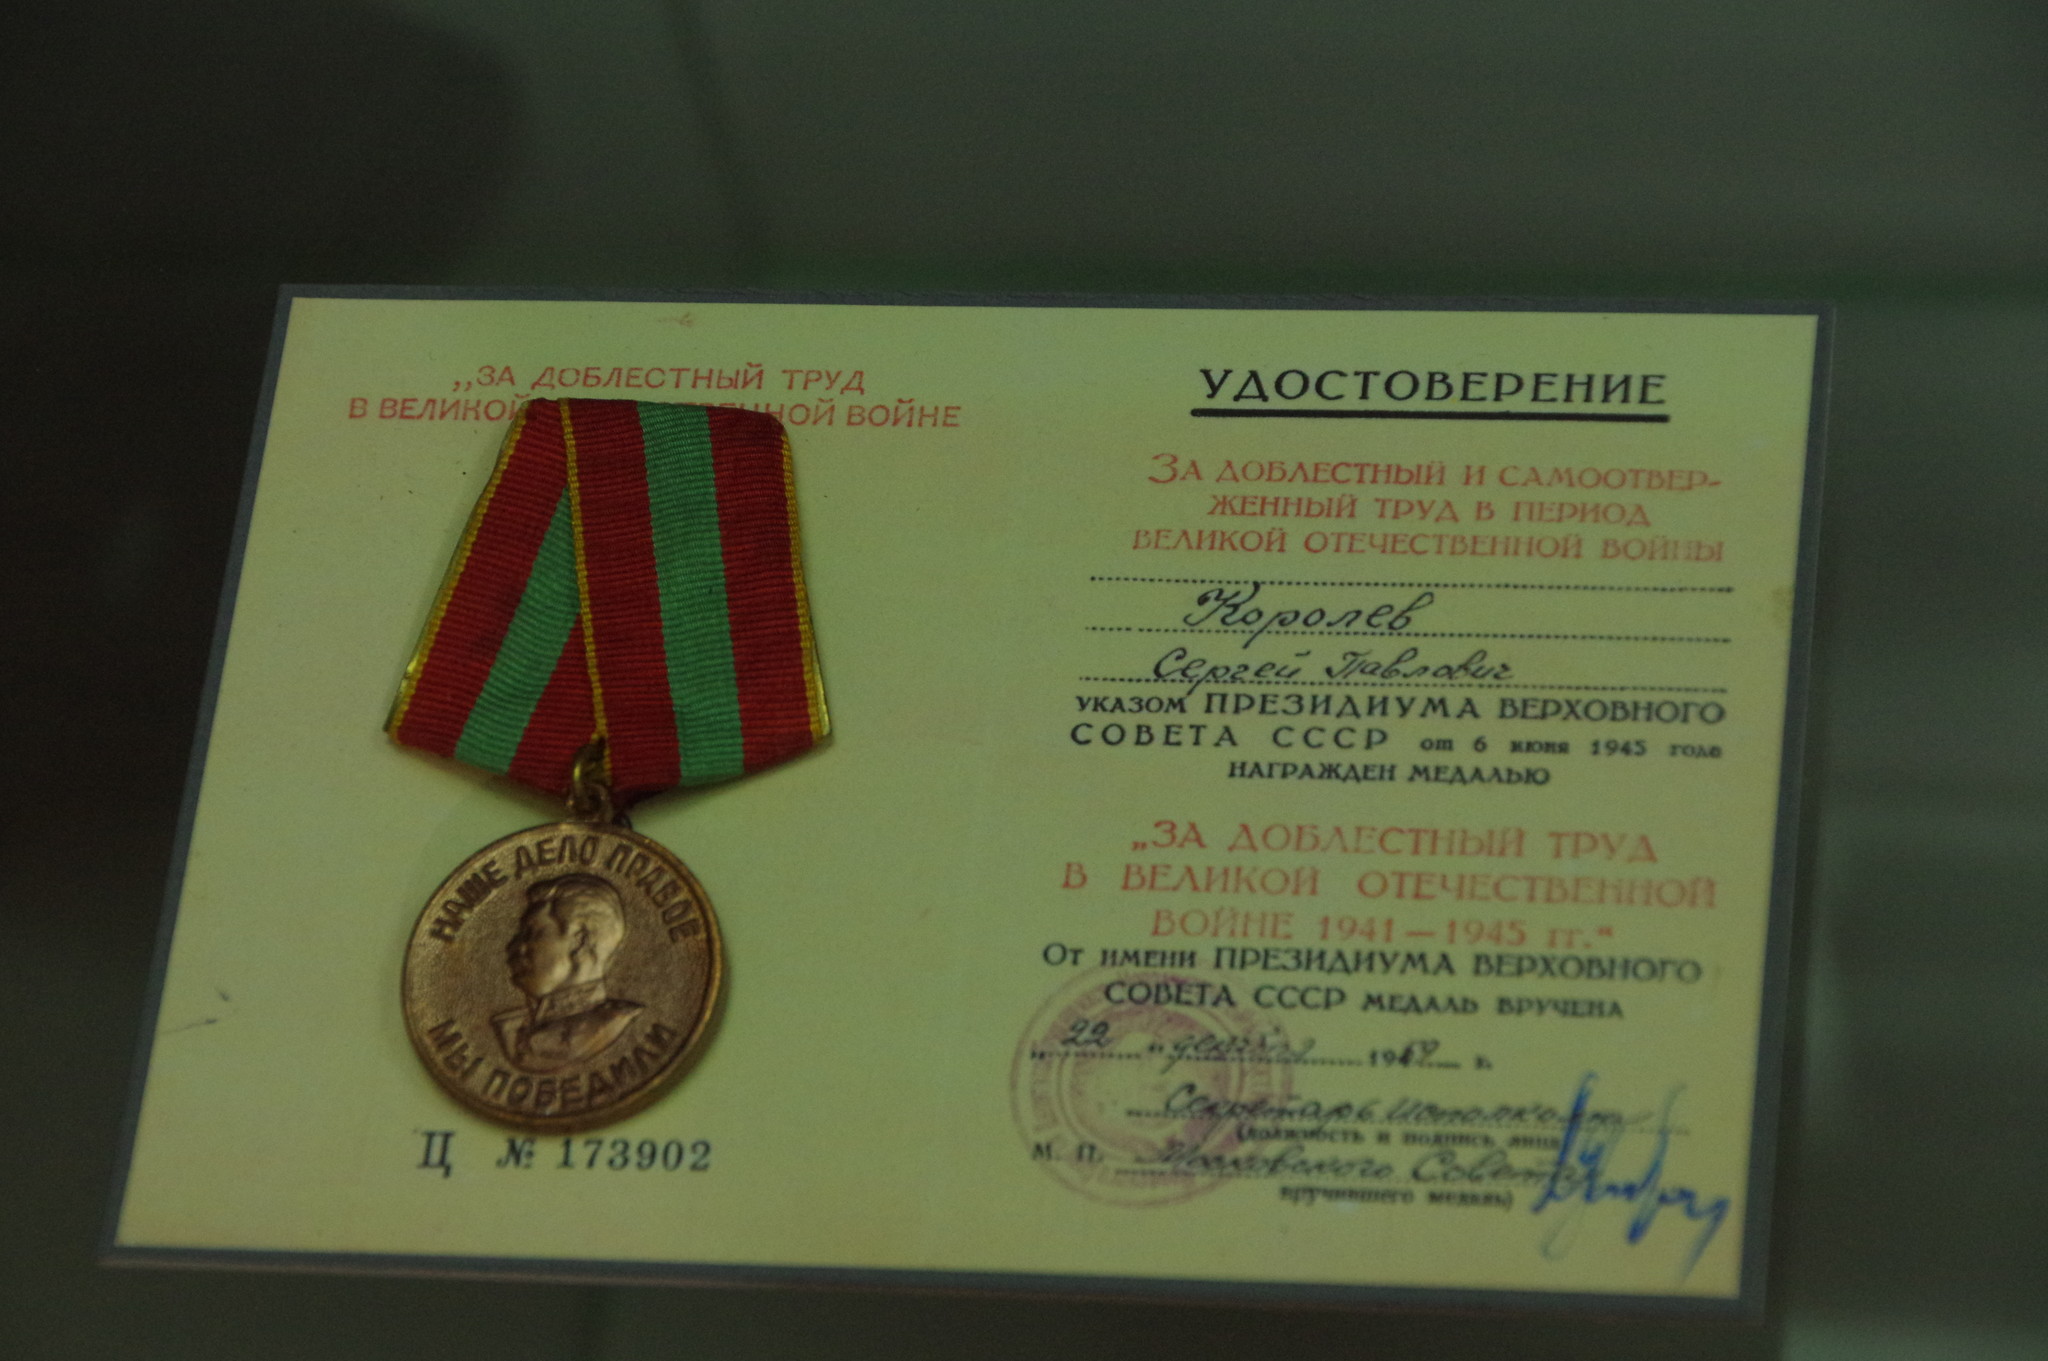 „ЗА ДОБЛЕСТНЫЙ ТРУД
В ВЕЛИКОЙ ВОЙНЕ
НАШЕ ДЕЛО ПРАВОЕ
МЫ ПОБЕДИЛИ
Ц № 173902
УДОСТОВЕРЕНИЕ
ЗА ДОБЛЕСТНЫЙ И САМООТВЕР-
ЖЕННЫЙ ТРУД В ПЕРИОД
ВЕЛИКОЙ ОТЕЧЕСТВЕННОЙ ВОЙНЫ
Королев
Сергей Павлович
УКАЗОМ ПРЕЗИДИУМА ВЕРХОВНОГО
СОВЕТА СССР от 6 июня 1945 года
НАГРАЖДЕН МЕДАЛЬЮ
„ЗА ДОБЛЕСТНЫЙ ТРУД
В ВЕЛИКОЙ ОТЕЧЕСТВЕННОЙ
ВОЙНЕ 1941—1945 гг.“
ОТ ИМЕНИ ПРЕЗИДИУМА ВЕРХОВНОГО
СОВЕТА СССР МЕДАЛЬ ВРУЧЕНА
22 декабря г.
Секретарь исполкома
(должность и подпись лица,
М. П. Московского Совета
вручившего медаль)